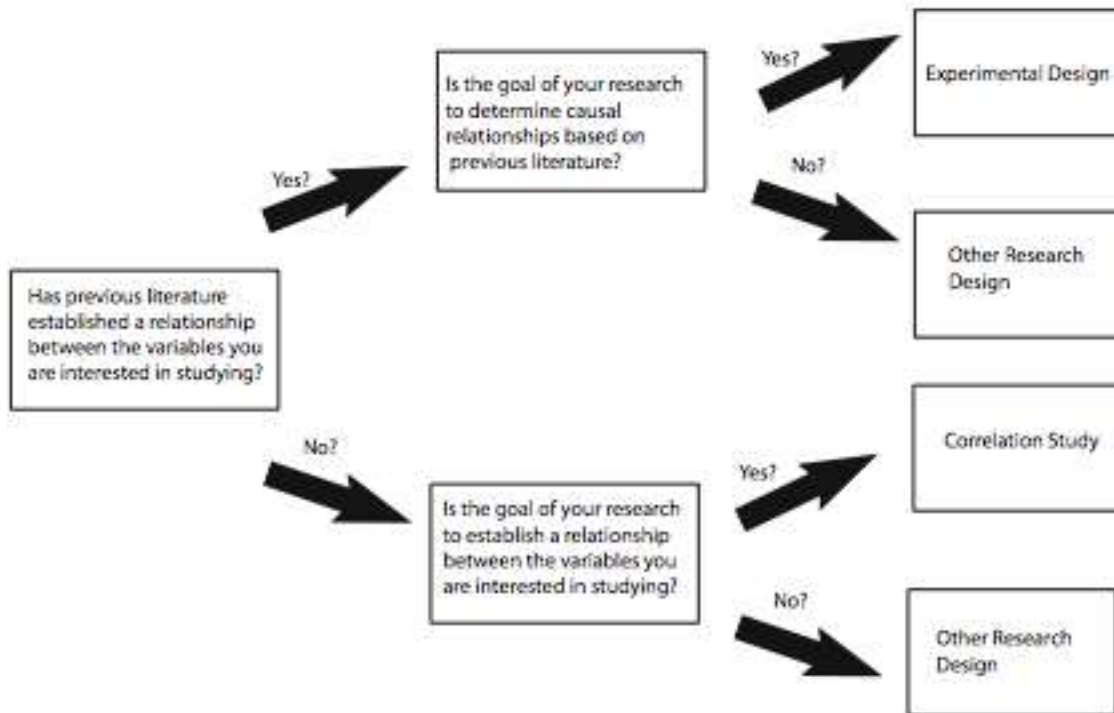 Has previous literature
established a relationship
between the variables you
are interested in studying?
Yes?
Is the goal of your research
to determine causal
relationships based on
previous literature?
Yes?
Experimental Design
No?
Other Research
Design
No?
Is the goal of your research
to establish a relationship
between the variables you
are interested in studying?
Yes?
Correlation Study
No?
Other Research
Design